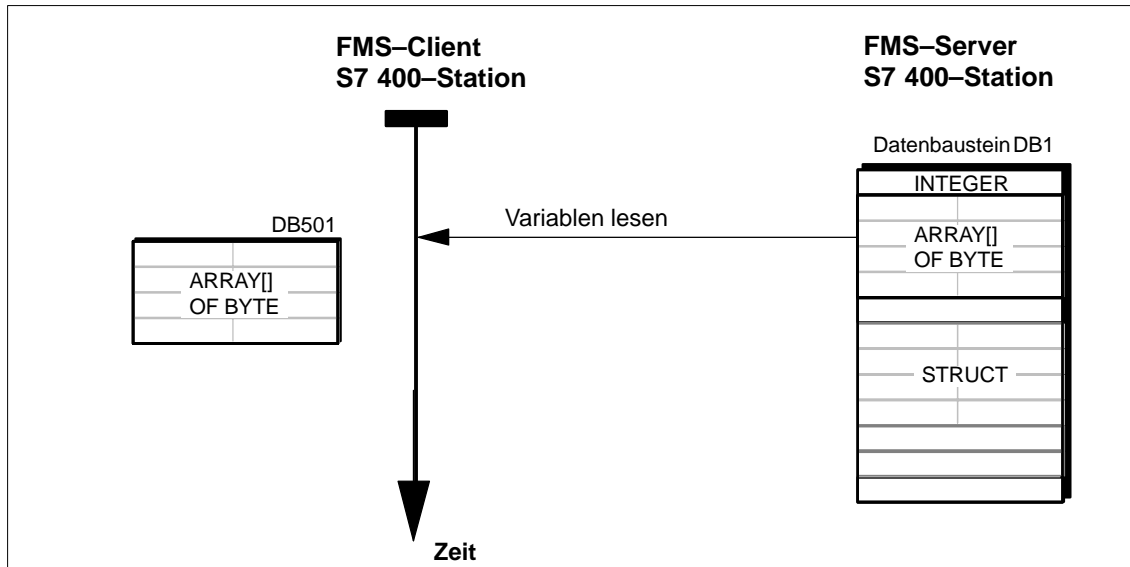 FMS–Client
S7 400–Station
FMS–Server
S7 400–Station
Datenbaustein DB1
INTEGER
Variablen lesen
DB501
ARRAY[]
OF BYTE
ARRAY[]
OF BYTE
STRUCT
Zeit